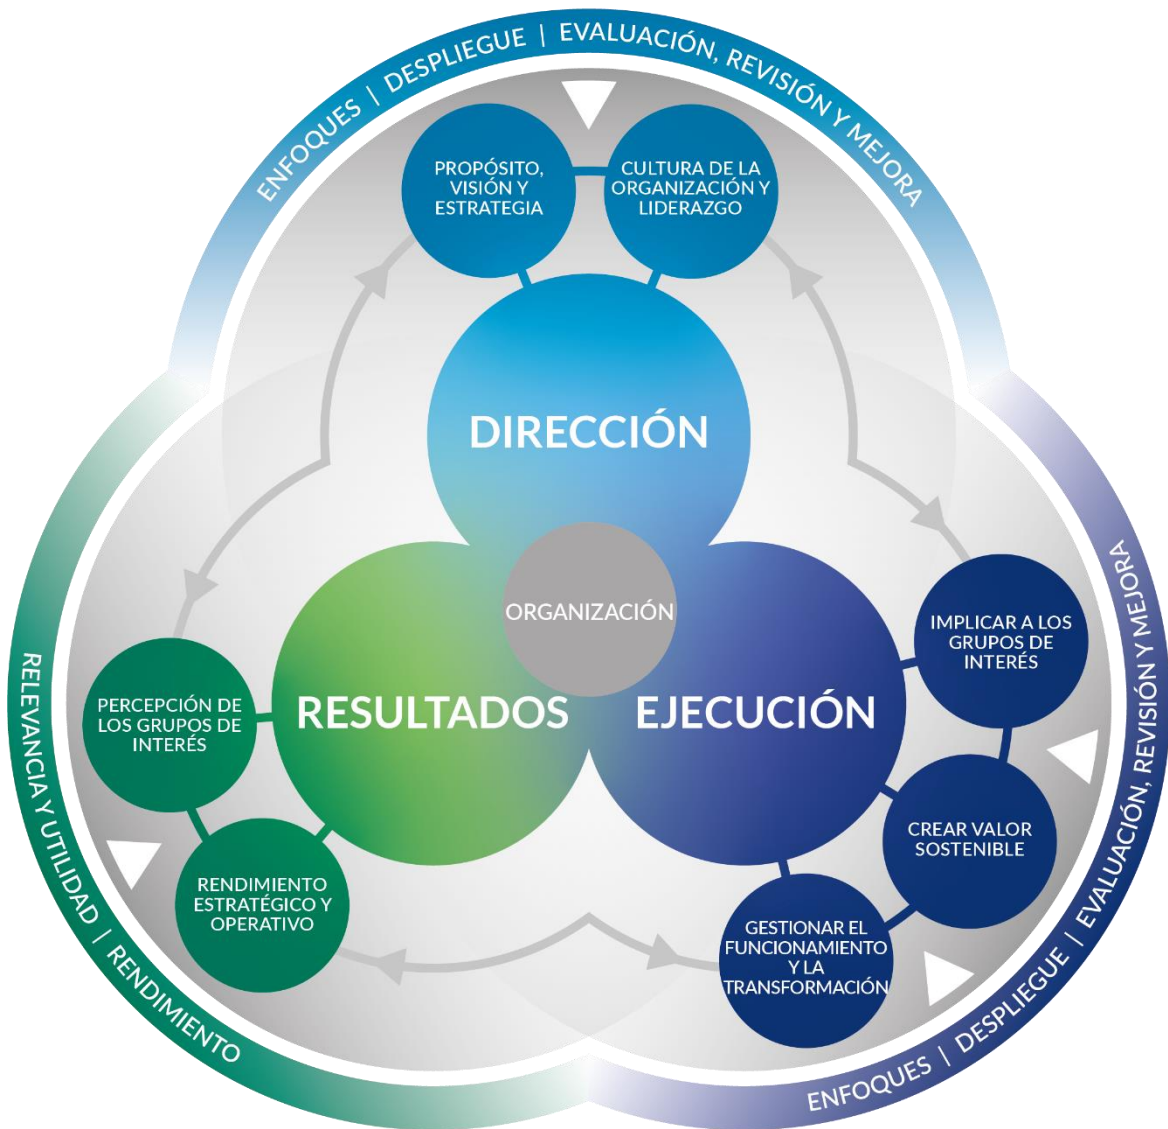 ENFOQUES | DESPLIEGUE | EVALUACIÓN, REVISIÓN Y MEJORA
PROPÓSITO,
VISIÓN Y
ESTRATEGIA
CULTURA DE LA
ORGANIZACIÓN Y
LIDERAZGO
DIRECCIÓN
ORGANIZACIÓN
RESULTADOS
EJECUCIÓN
IMPLICAR A LOS
GRUPOS DE
INTERÉS
CREAR VALOR
SOSTENIBLE
GESTIONAR EL
FUNCIONAMIENTO
Y LA
TRANSFORMACIÓN
ENFOQUES | DESPLIEGUE | EVALUACIÓN, REVISIÓN Y MEJORA
PERCEPCIÓN DE
LOS GRUPOS DE
INTERÉS
RENDIMIENTO
ESTRATÉGICO Y
OPERATIVO
RELEVANCIA Y UTILIDAD | RENDIMIENTO